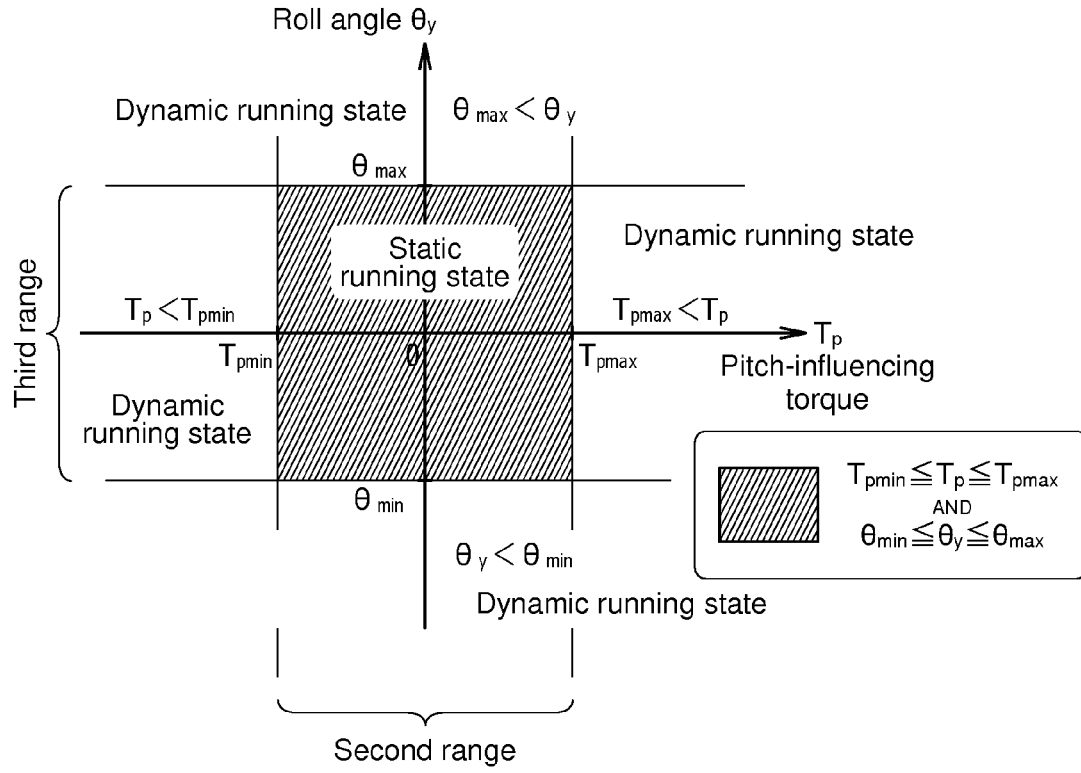 Roll angle θy
Dynamic running state
θmax < θy
θmax
Static
running state
Dynamic running state
Third range
Tp < Tpmin
Tpmax < Tp
Tpmin
0
Tpmax
Tp
Pitch-influencing
torque
Dynamic
running state
θmin
Tpmin ≦ Tp ≦ Tpmax
AND
θmin ≦ θy ≦ θmax
θy < θmin
Dynamic running state
Second range